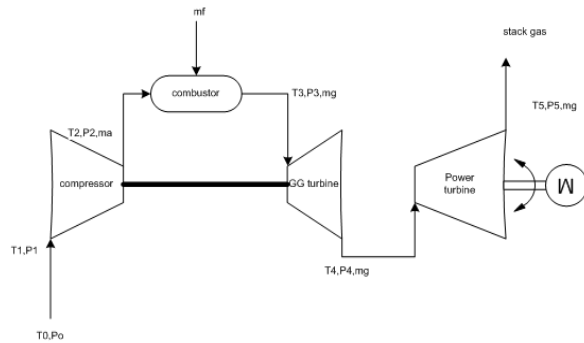 stack gas
mf
combustor
T3,P3,mg
T5,P5,mg
T2,P2,ma
compressor
GG turbine
Power
turbine
M
T1,P1
T4,P4,mg
T0,Po